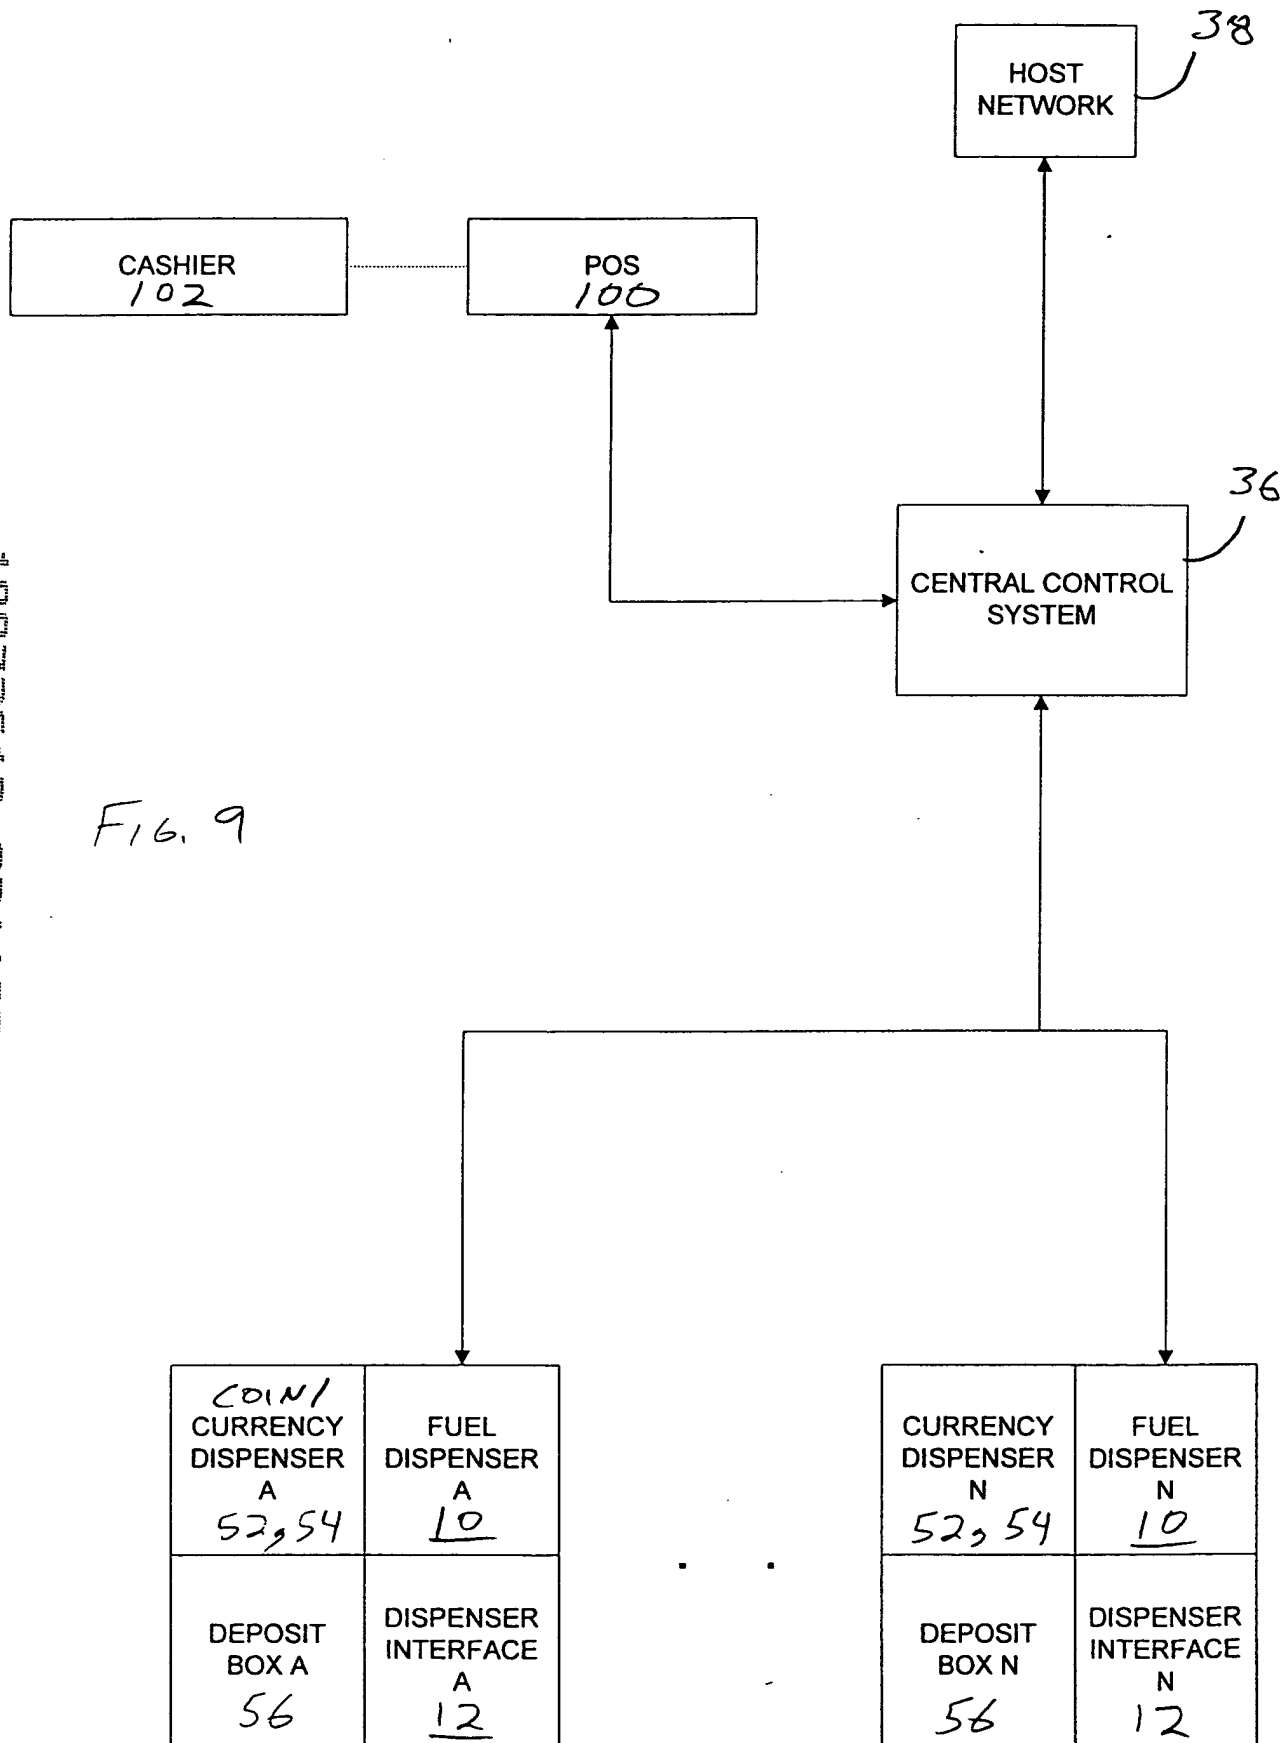 38
HOST
NETWORK
CASHIER
102
POS
100
36
CENTRAL CONTROL
SYSTEM
FIG. 9
COIN/
CURRENCY
DISPENSER
A
52,54
FUEL
DISPENSER
A
10
CURRENCY
DISPENSER
N
52,54
FUEL
DISPENSER
N
10
DEPOSIT
BOX A
56
DISPENSER
INTERFACE
A
12
DEPOSIT
BOX N
56
DISPENSER
INTERFACE
N
12